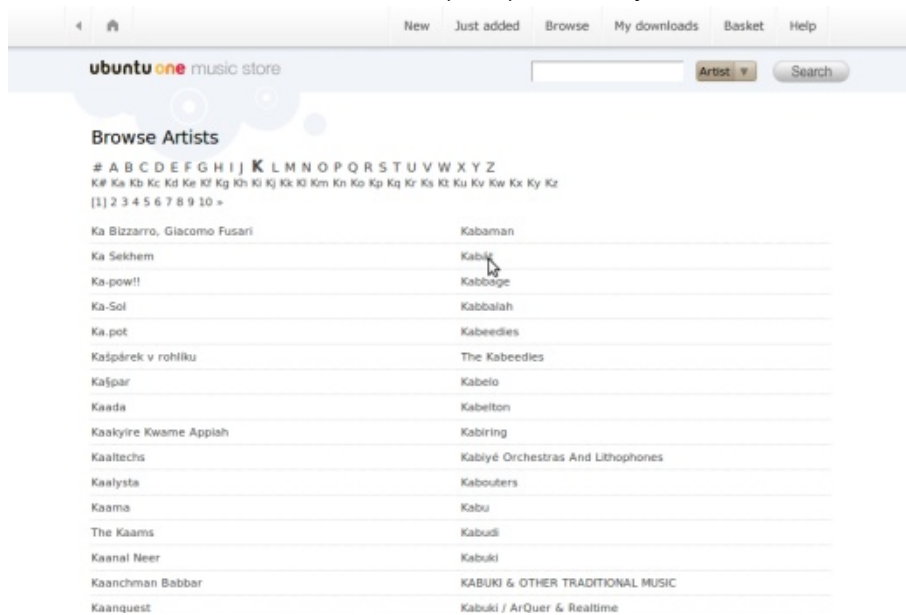 New Just added Browse My downloads Basket Help
ubuntu one music store Artist Search
Browse Artists
# A B C D E F G H I J K L M N O P Q R S T U V W X Y Z
K# Ka Kb Kc Kd Ke Kf Kg Kh Ki Kj Kk Kl Km Kn Ko Kp Kq Kr Ks Kt Ku Kv Kw Kx Ky Kz
[1] 2 3 4 5 6 7 8 9 10 »
Ka Bizzarro, Giacomo Fusari
Ka Sekhem
Ka-pow!!
Ka-Sol
Ka.pot
Kašpárek v rohlíku
Ka§par
Kaada
Kaakyire Kwame Appiah
Kaaltechs
Kaalysta
Kaama
The Kaams
Kaanal Neer
Kaanchman Babbar
Kaanquest
Kabaman
Kabát
Kabbage
Kabbalah
Kabeedies
The Kabeedies
Kabelo
Kabelton
Kabiring
Kabiyé Orchestras And Lithophones
Kabouters
Kabu
Kabudi
Kabuki
KABUKI & OTHER TRADITIONAL MUSIC
Kabuki / ArQuer & Realtime